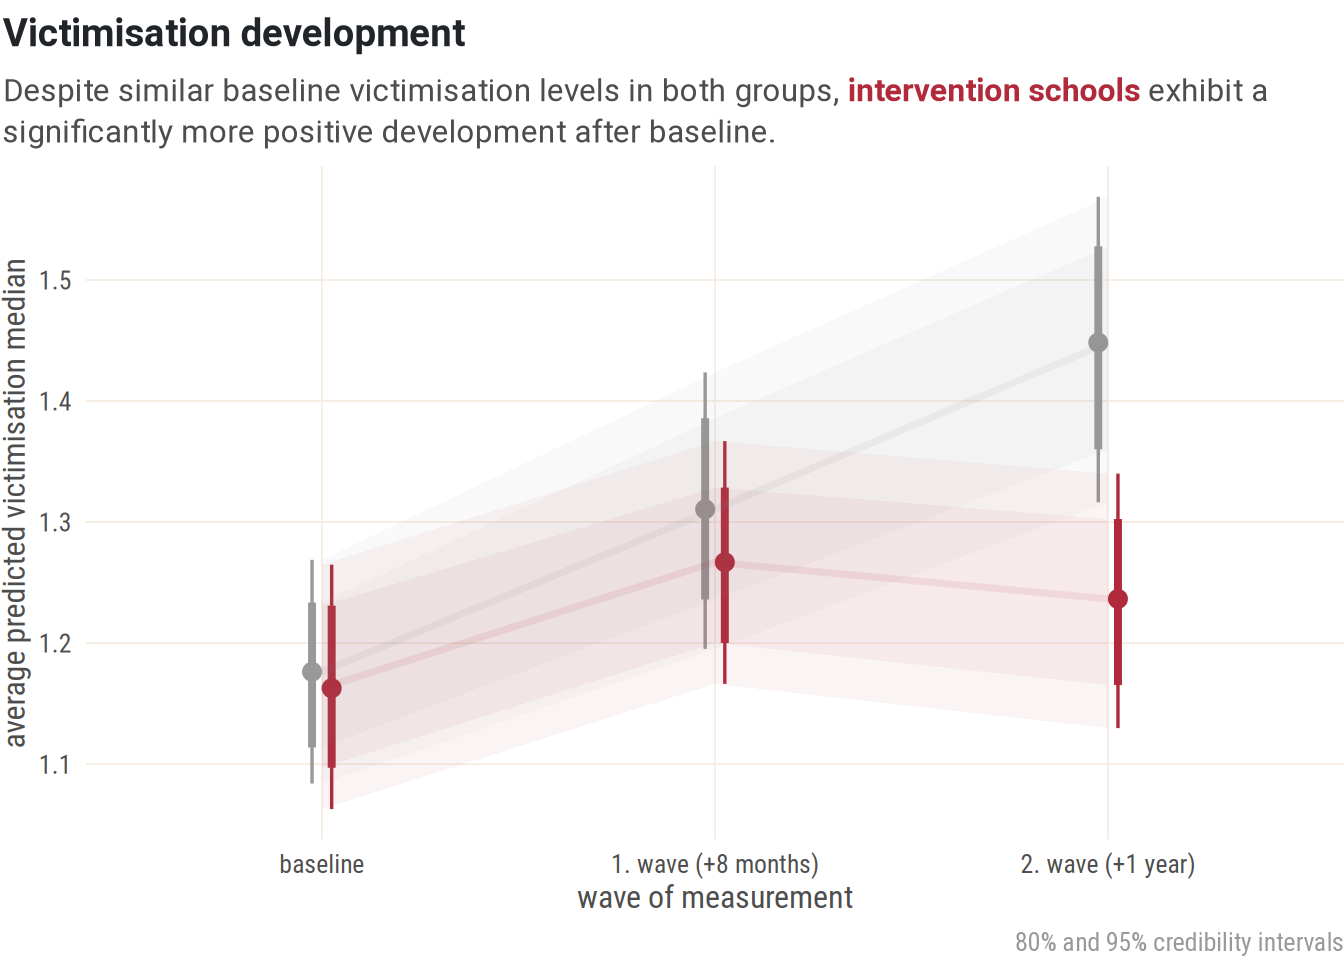 Victimisation development
Despite similar baseline victimisation levels in both groups, intervention schools exhibit a
significantly more positive development after baseline.
average predicted victimisation median
1.5
1.4
1.3
1.2
1.1
baseline
1. wave (+8 months)
2. wave (+1 year)
wave of measurement
80% and 95% credibility intervals